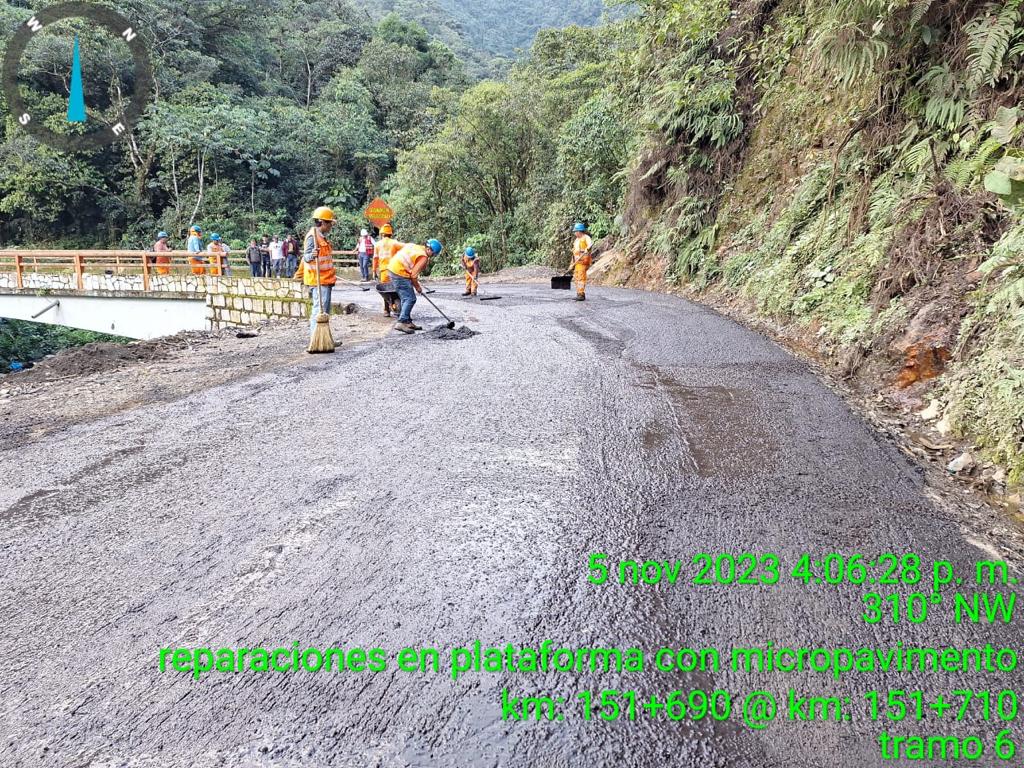 N
W
E
S
5 nov 2023 4:06:28 p. m.
310° NW
reparaciones en plataforma con micropavimento
km: 151+690 @ km: 151+710
tramo 6